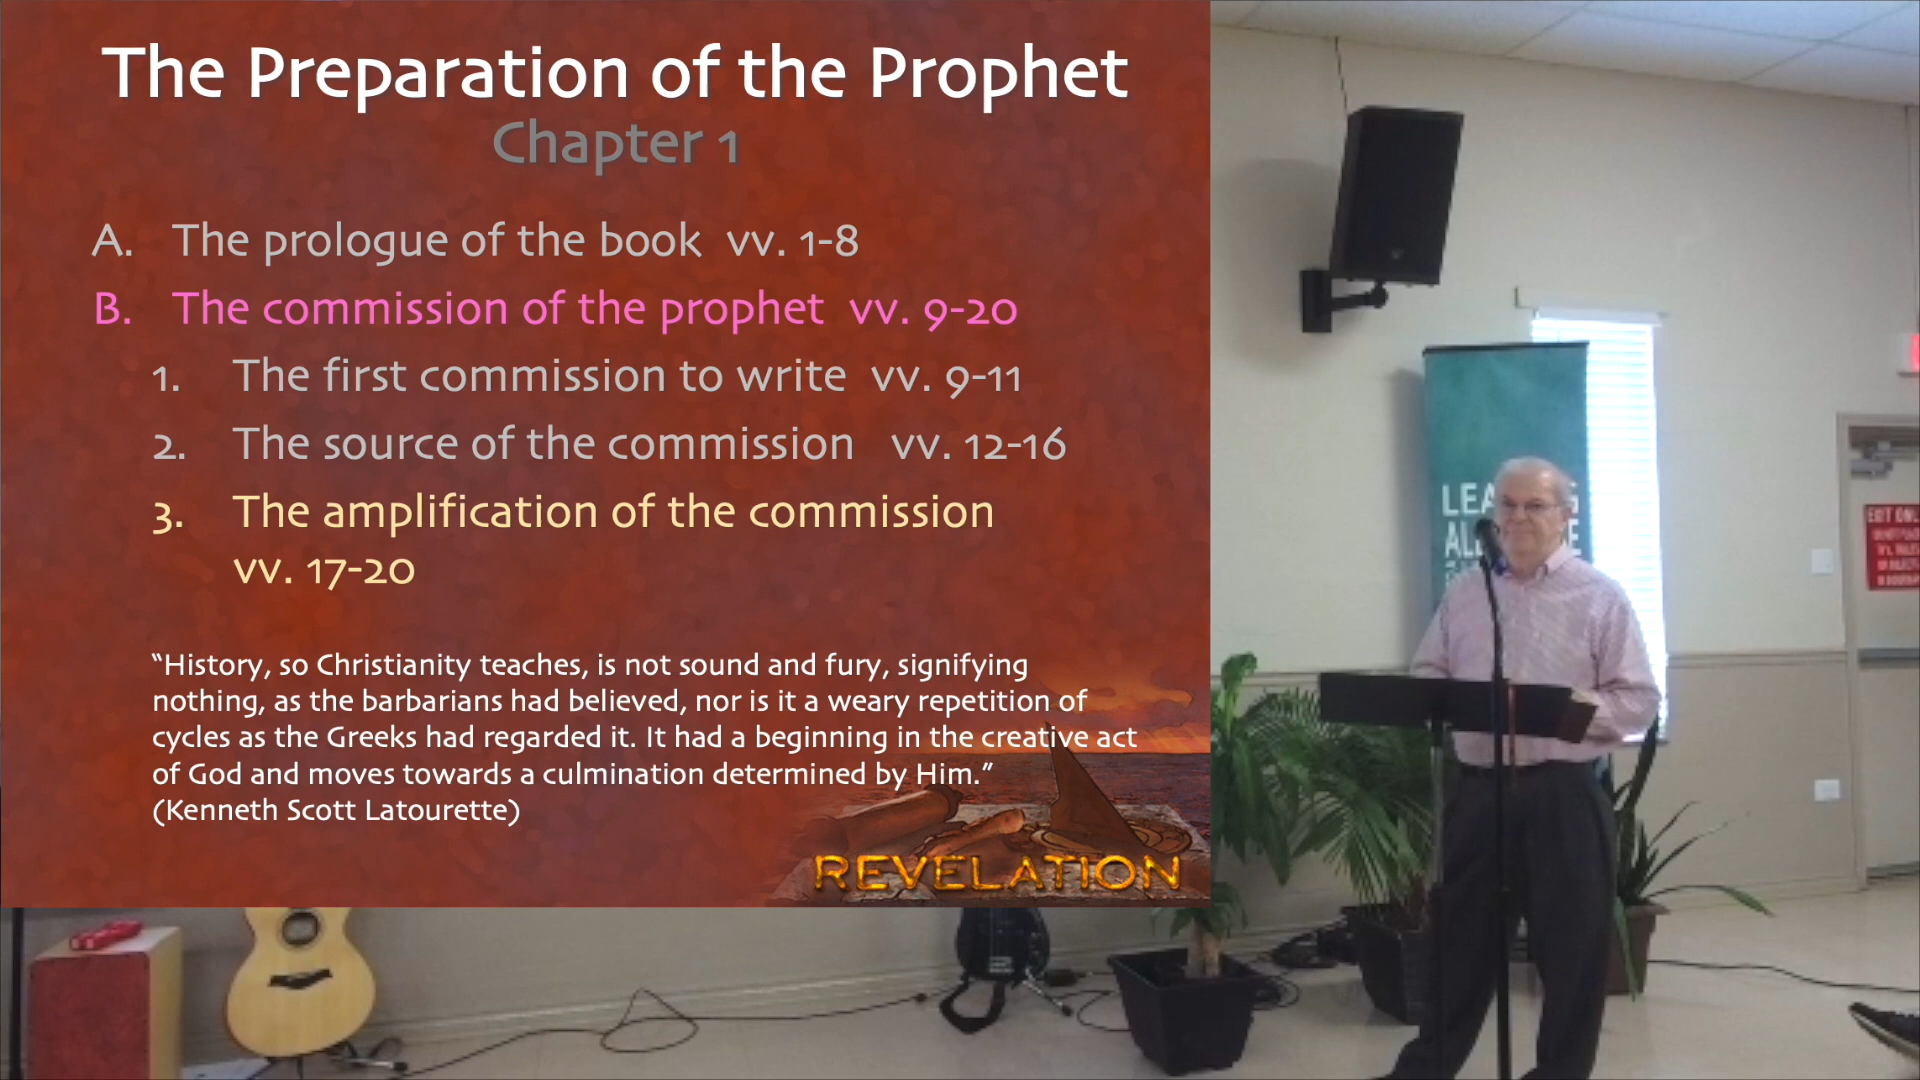 The Preparation of the Prophet
Chapter 1
A. The prologue of the book vv. 1-8
B. The commission of the prophet vv. 9-20
1. The first commission to write vv. 9-11
2. The source of the commission vv. 12-16
3. The amplification of the commission
vv. 17-20
“History, so Christianity teaches, is not sound and fury, signifying
nothing, as the barbarians had believed, nor is it a weary repetition of
cycles as the Greeks had regarded it. It had a beginning in the creative act
of God and moves towards a culmination determined by Him.”
(Kenneth Scott Latourette)
REVELATION
EXIT ONLY